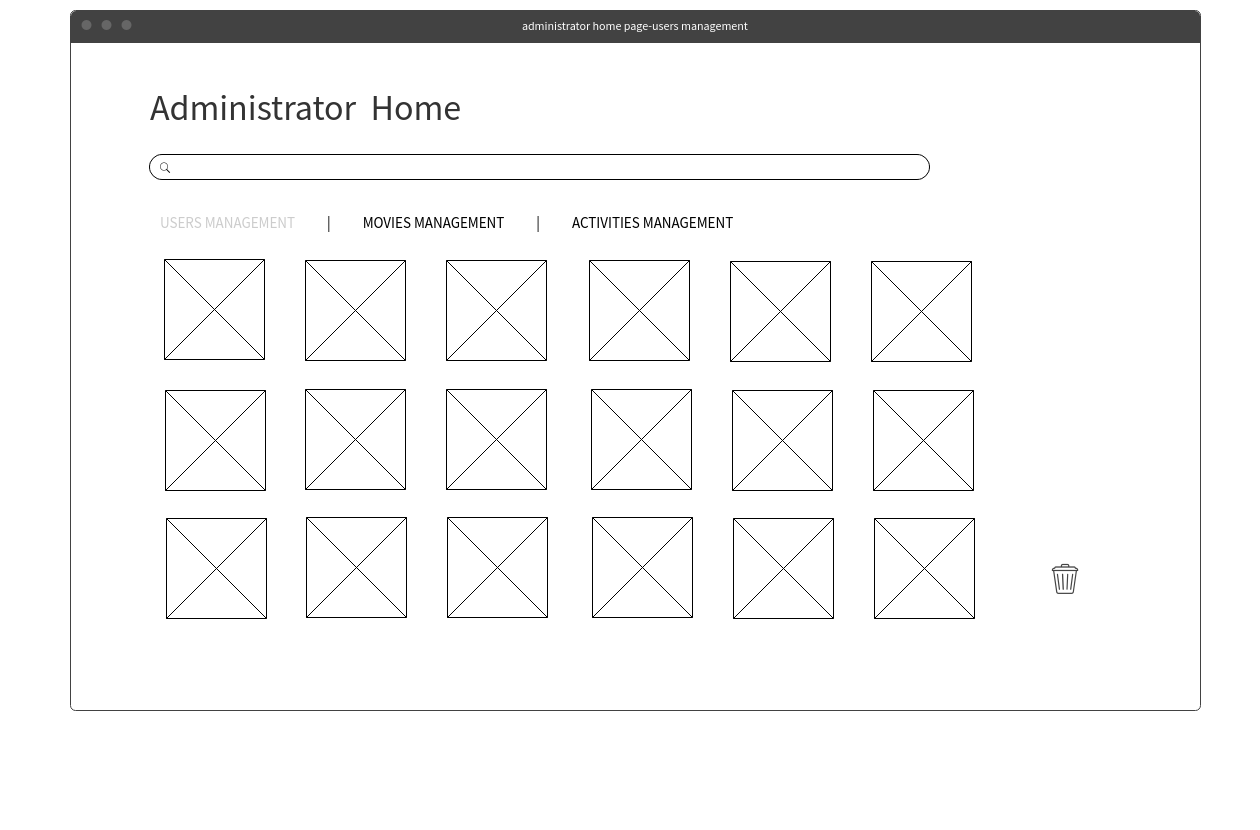 administrator home page-users management
Administrator Home
USERS MANAGEMENT | MOVIES MANAGEMENT | ACTIVITIES MANAGEMENT